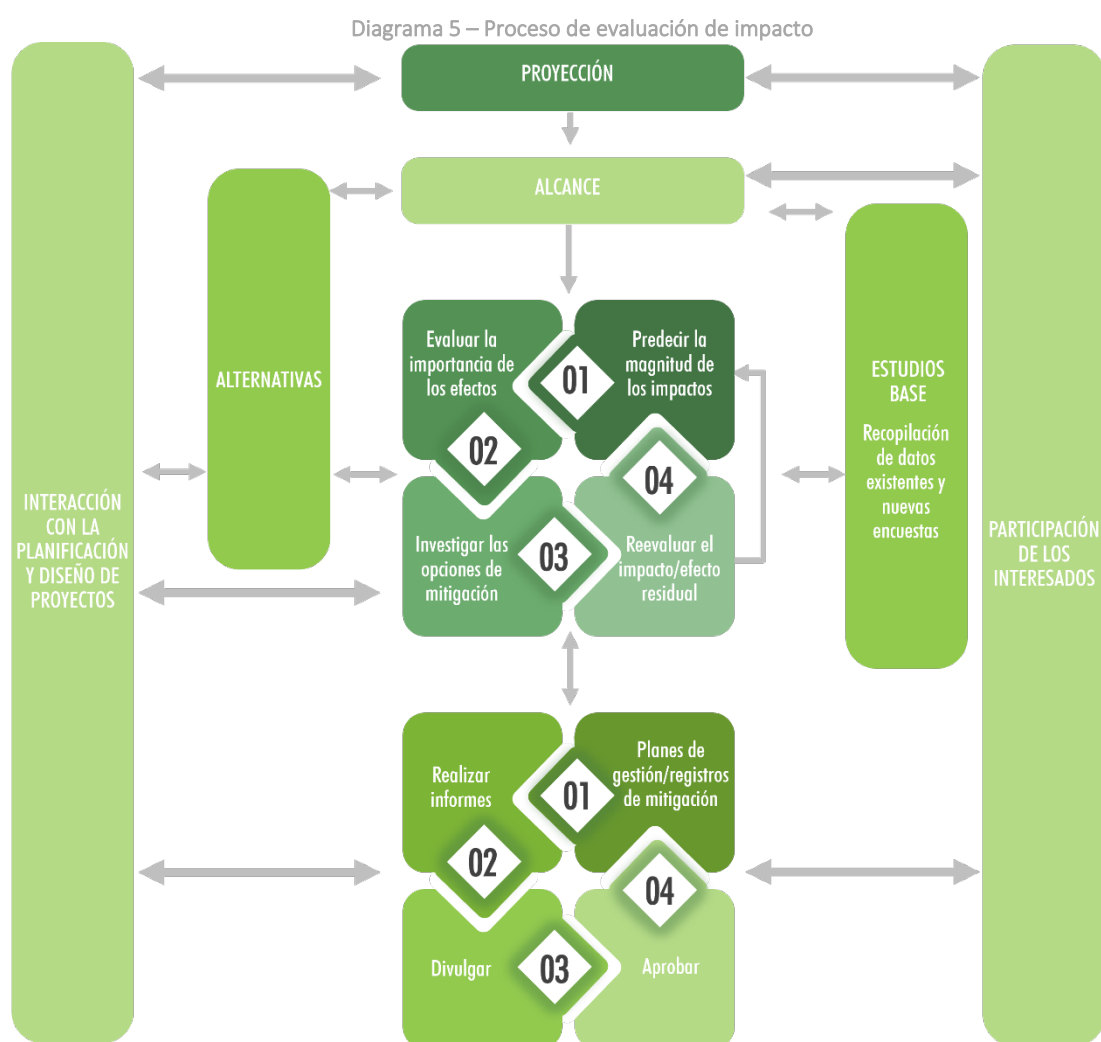 Diagrama 5 – Proceso de evaluación de impacto
PROYECCIÓN
ALCANCE
INTERACCIÓN
CON LA
PLANIFICACIÓN
Y DISEÑO DE
PROYECTOS
ALTERNATIVAS
Evaluar la
importancia de
los efectos
01
Predecir la
magnitud de
los impactos
02
04
Investigar las
opciones de
mitigación
03
Reevaluar el
impacto/efecto
residual
ESTUDIOS
BASE
Recopilación
de datos
existentes y
nuevas
encuestas
PARTICIPACIÓN
DE LOS
INTERESADOS
Realizar
informes
01
Planes de
gestión/registros
de mitigación
02
04
Divulgar
03
Aprobar